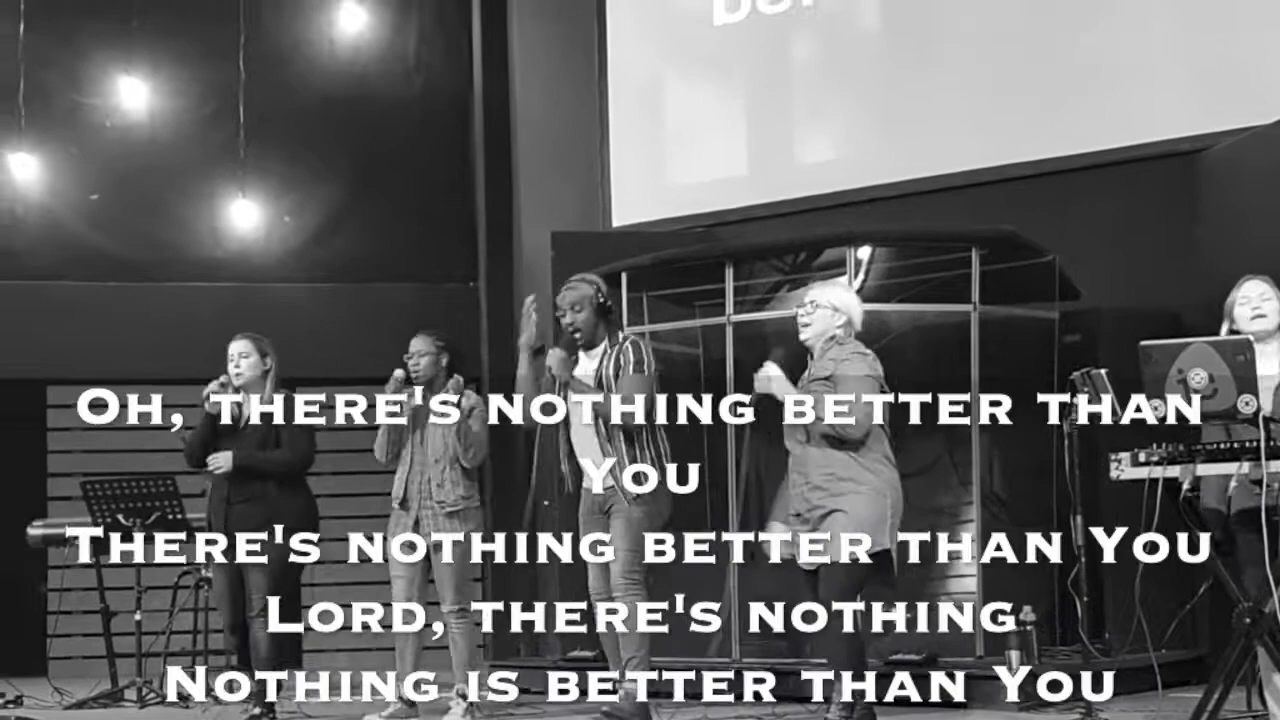 Oh, there's nothing better than
You
There's nothing better than You
Lord, there's nothing
Nothing is better than You